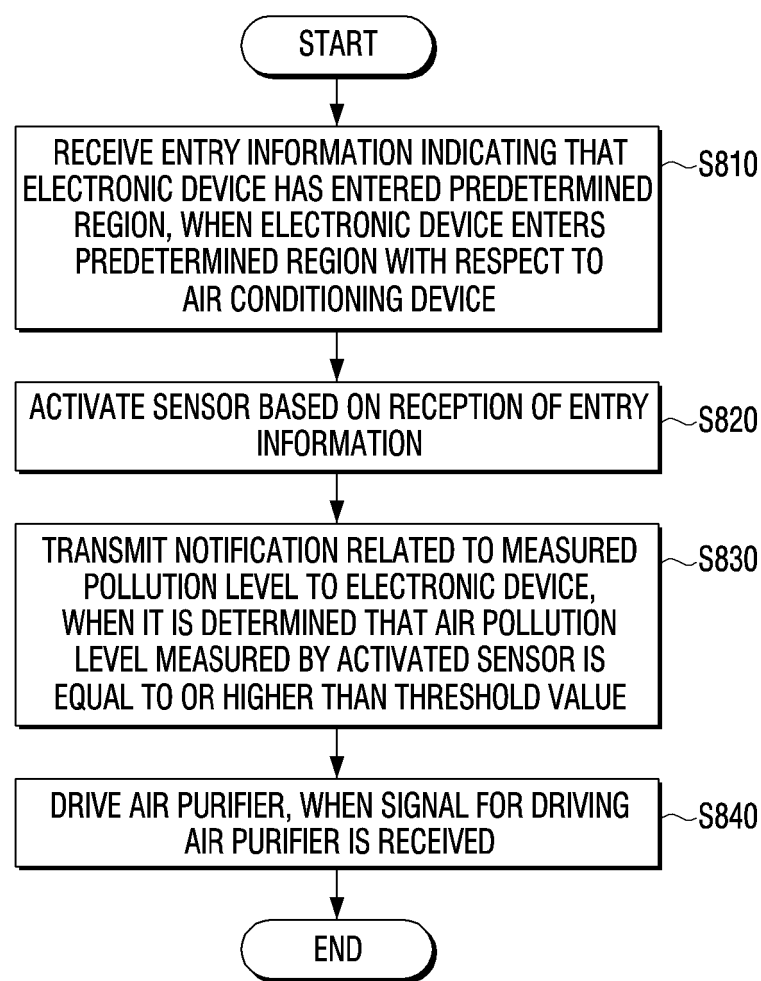 START
RECEIVE ENTRY INFORMATION INDICATING THAT
ELECTRONIC DEVICE HAS ENTERED PREDETERMINED
REGION, WHEN ELECTRONIC DEVICE ENTERS
PREDETERMINED REGION WITH RESPECT TO
AIR CONDITIONING DEVICE
S810
ACTIVATE SENSOR BASED ON RECEPTION OF ENTRY
INFORMATION
S820
TRANSMIT NOTIFICATION RELATED TO MEASURED
POLLUTION LEVEL TO ELECTRONIC DEVICE,
WHEN IT IS DETERMINED THAT AIR POLLUTION
LEVEL MEASURED BY ACTIVATED SENSOR IS
EQUAL TO OR HIGHER THAN THRESHOLD VALUE
S830
DRIVE AIR PURIFIER, WHEN SIGNAL FOR DRIVING
AIR PURIFIER IS RECEIVED
S840
END